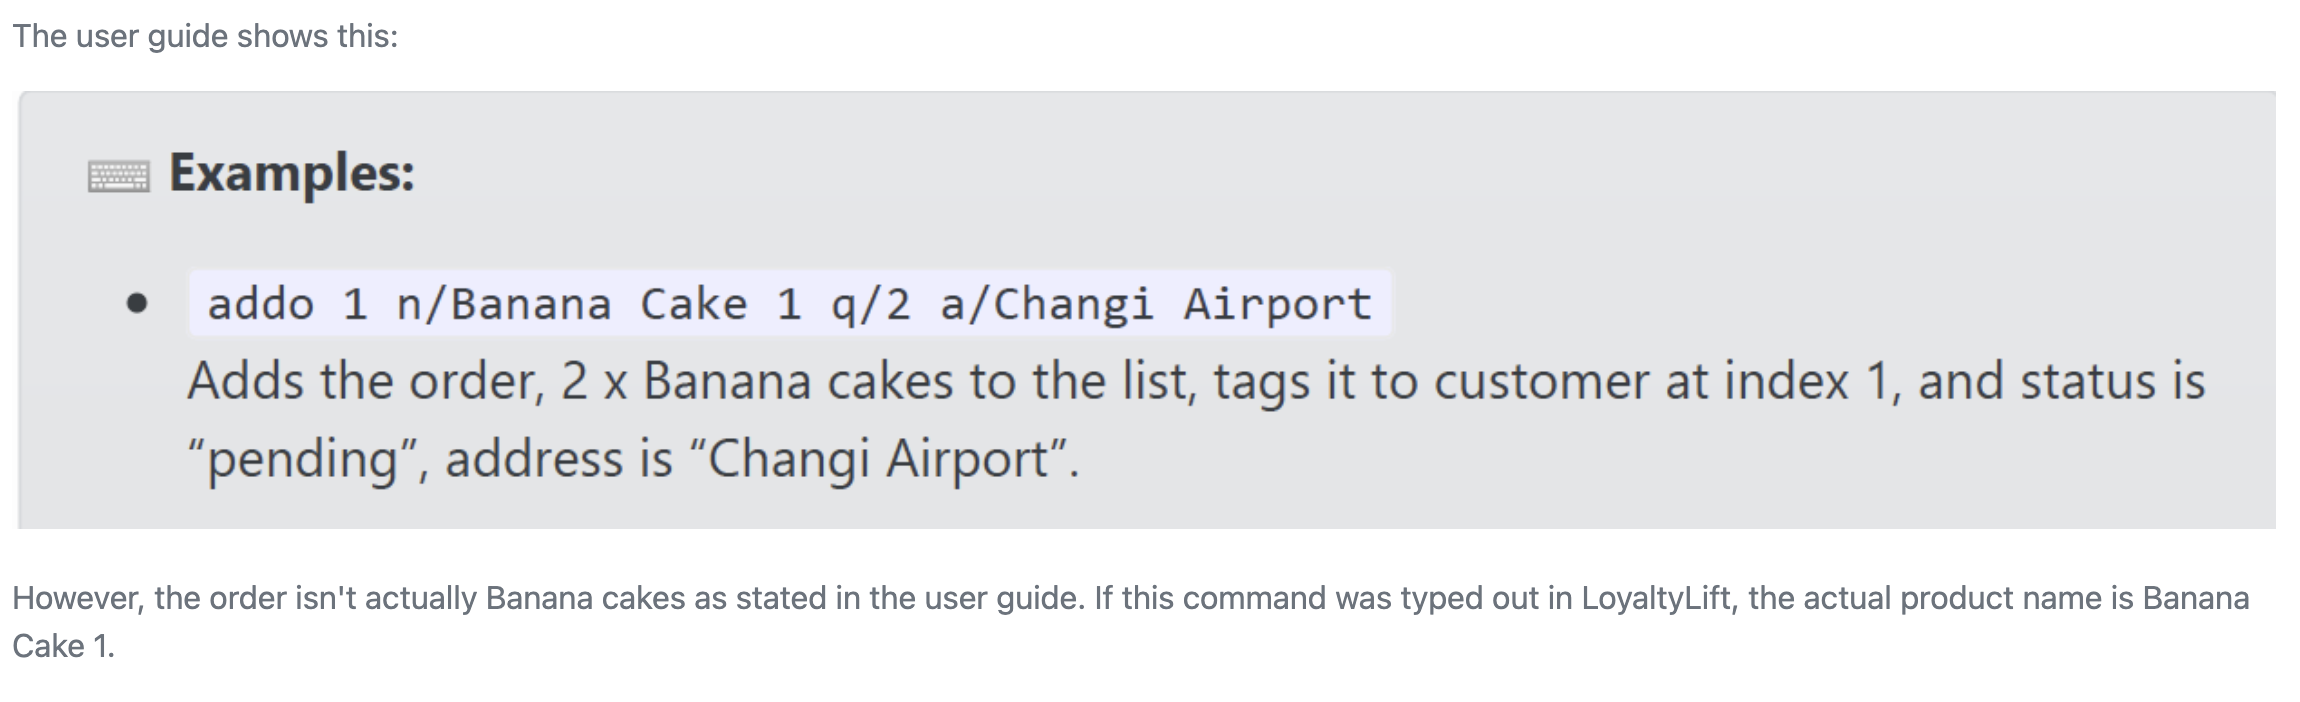 The user guide shows this:
Examples:
addo 1 n/Banana Cake 1 q/2 a/Changi Airport
Adds the order, 2 x Banana cakes to the list, tags it to customer at index 1, and status is
“pending”, address is “Changi Airport”.
However, the order isn't actually Banana cakes as stated in the user guide. If this command was typed out in LoyaltyLift, the actual product name is Banana
Cake 1.